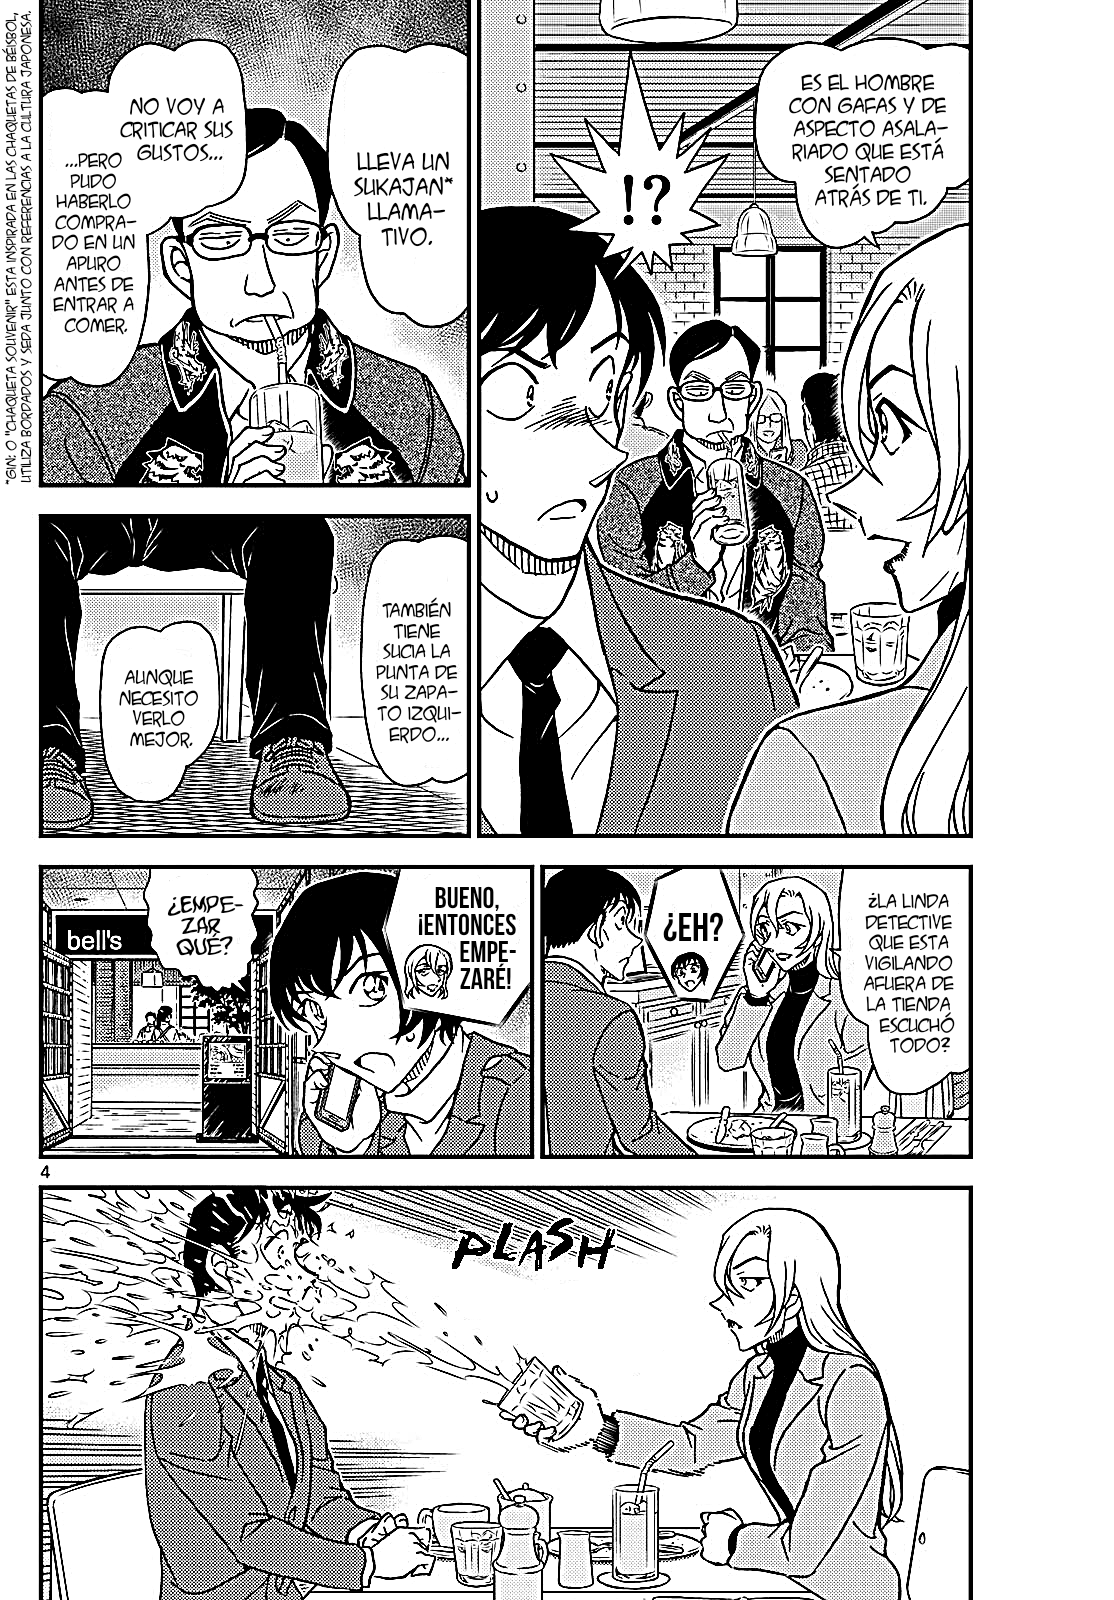 ES EL HOMBRE
CON GAFAS Y DE
ASPECTO ASALA-
RIADO QUE ESTÁ
SENTADO
ATRÁS DE TI.
!?
LLEVA UN
SUKAJAN*
LLAMA-
TIVO.
NO VOY A
CRITICAR SUS
GUSTOS...
...PERO
PUDO
HABERLO
COMPRA-
DO EN UN
APURO
ANTES DE
ENTRAR A
COMER.
*GIN: O "CHAQUETA SOUVENIR" ESTA INSPIRADA EN LAS CHAQUETAS DE BÉISBOL,
UTILIZA BORDADOS Y SEDA JUNTO CON REFERENCIAS A LA CULTURA JAPONESA.
TAMBIÉN
TIENE
SUCIA LA
PUNTA DE
SU ZAPA-
TO IZQUI-
ERDO...
AUNQUE
NECESITO
VERLO
MEJOR.
¿LA LINDA
DETECTIVE
QUE ESTA
VIGILANDO
AFUERA DE
LA TIENDA
ESCUCHÓ
TODO?
¿EH?
BUENO,
¡ENTONCES
EMPE-
ZARÉ!
¿EMPE-
ZAR
QUÉ?
bell's
4
PLASH